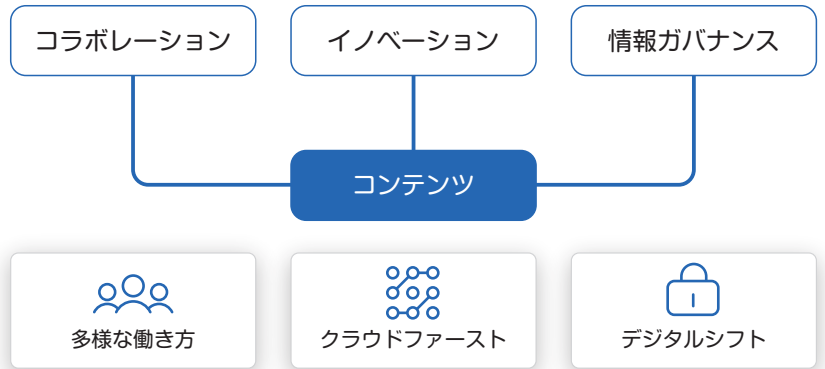 コラボレーション
イノベーション
情報ガバナンス
コンテンツ
多様な働き方
クラウドファースト
デジタルシフト